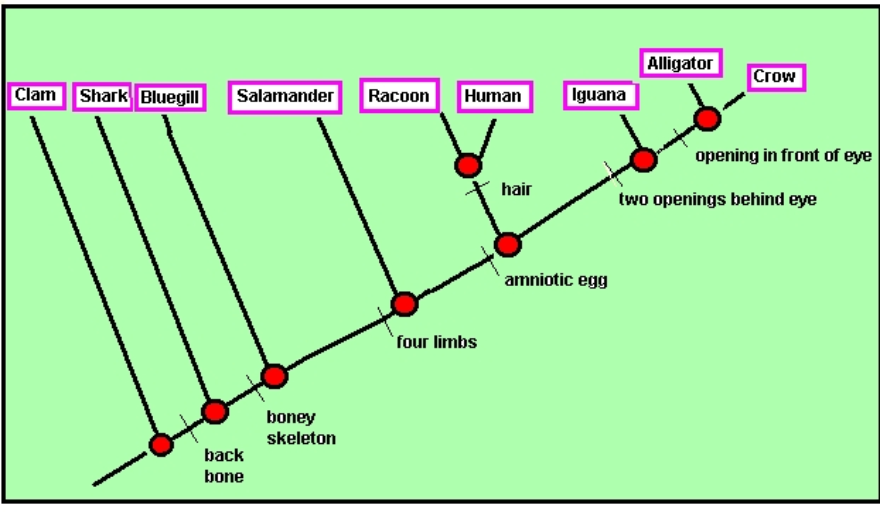 Clam
Shark
Bluegill
Salamander
Racoon
Human
Iguana
Alligator
Crow
opening in front of eye
two openings behind eye
hair
amniotic egg
four limbs
boney
skeleton
back
bone